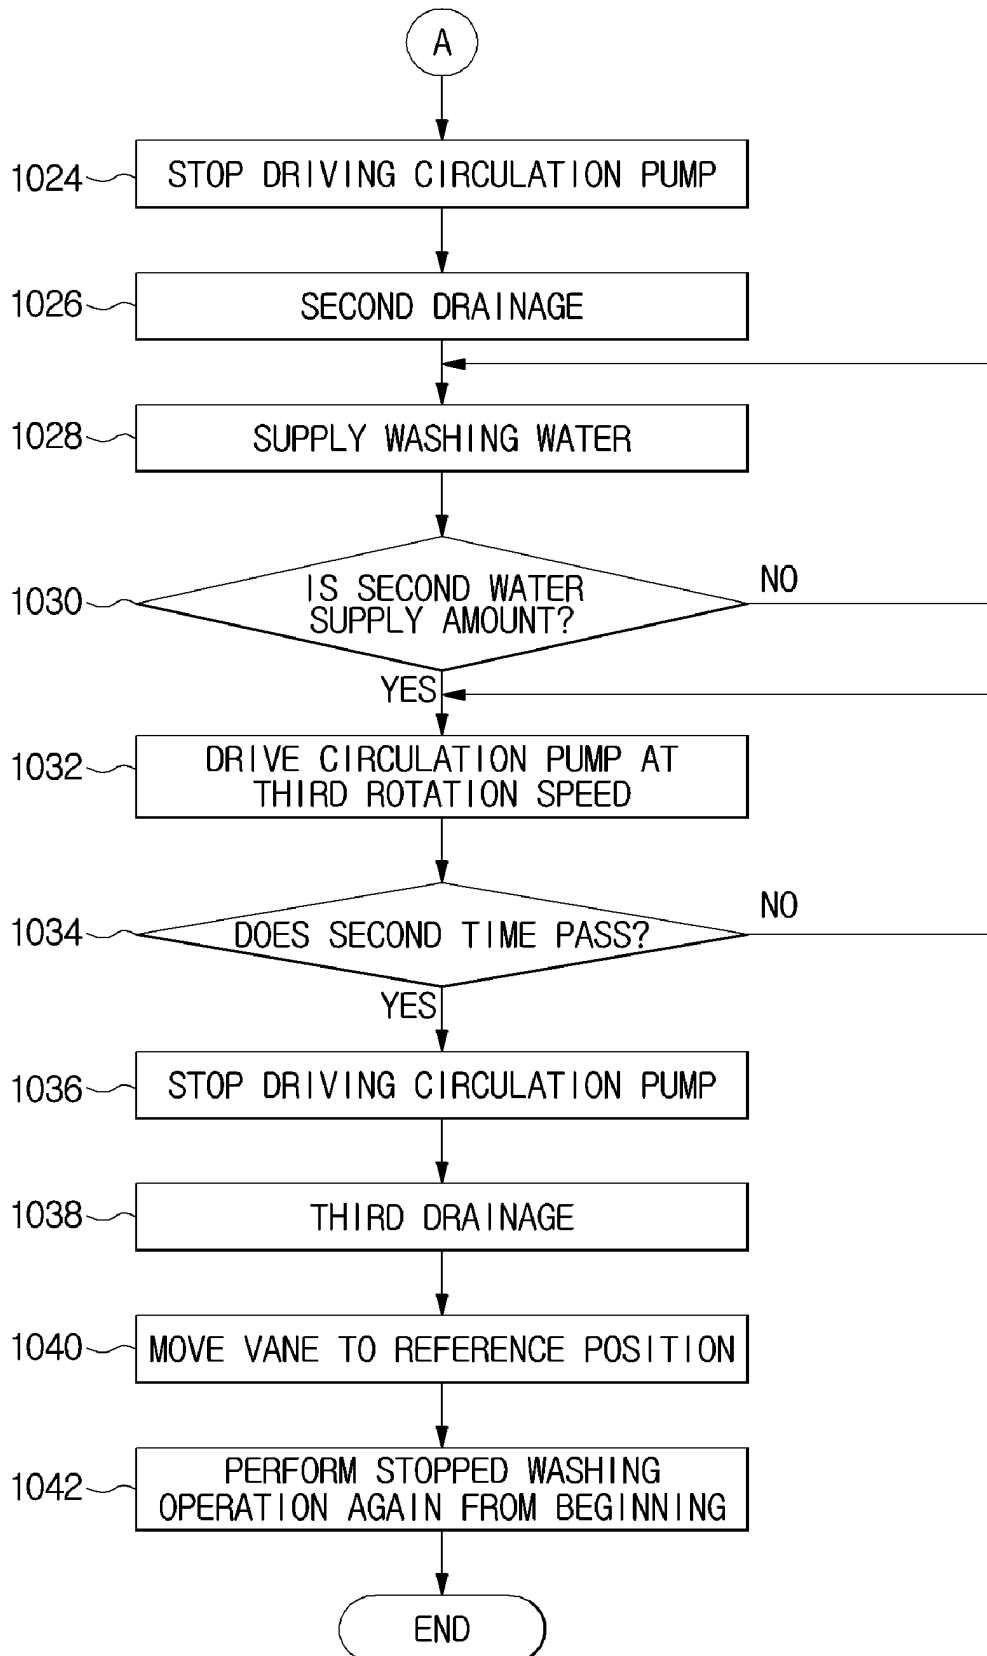 A
1024
STOP DRIVING CIRCULATION PUMP
1026
SECOND DRAINAGE
1028
SUPPLY WASHING WATER
1030
IS SECOND WATER
SUPPLY AMOUNT?
NO
YES
1032
DRIVE CIRCULATION PUMP AT
THIRD ROTATION SPEED
1034
DOES SECOND TIME PASS?
NO
YES
1036
STOP DRIVING CIRCULATION PUMP
1038
THIRD DRAINAGE
1040
MOVE VANE TO REFERENCE POSITION
1042
PERFORM STOPPED WASHING
OPERATION AGAIN FROM BEGINNING
END